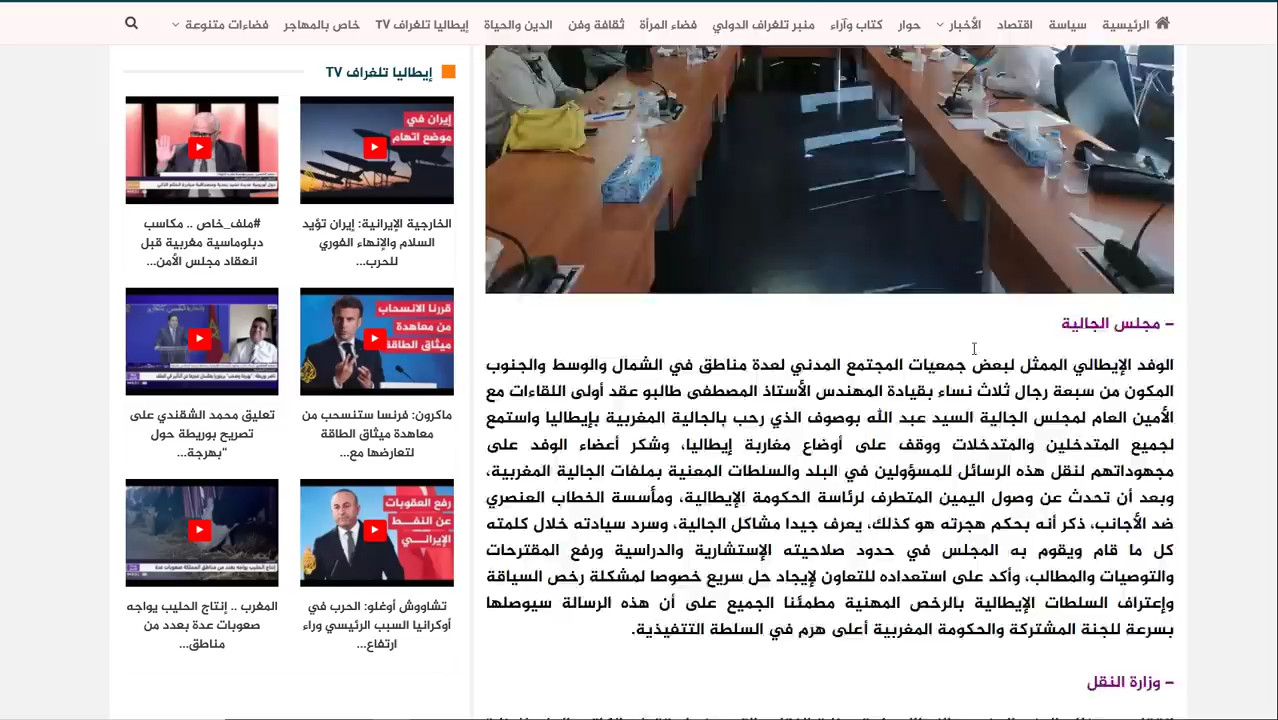 الرئيسية
سياسة
اقتصاد
الأخبار
حوار
كتاب وآراء
منبر تلغراف الدولي
فضاء المرأة
ثقافة وفن
الدين والحياة
إيطاليا تلغراف TV
خاص بالمهاجر
فضاءات متنوعة
– مجلس الجالية
الوفد الإيطالي الممثل لبعض جمعيات المجتمع المدني لعدة مناطق في الشمال والوسط والجنوب
المكون من سبعة رجال ثلاث نساء بقيادة المهندس الأستاذ المصطفى طالبو عقد أولى اللقاءات مع
الأمين العام لمجلس الجالية السيد عبد الله بوصوف الذي رحب بالجالية المغربية بإيطاليا واستمع
لجميع المتدخلين والمتدخلات ووقف على أوضاع مغاربة إيطاليا، وشكر أعضاء الوفد على
مجهوداتهم لنقل هذه الرسائل للمسؤولين في البلد والسلطات المعنية بملفات الجالية المغربية،
وبعد أن تحدث عن وصول اليمين المتطرف لرئاسة الحكومة الإيطالية، ومأسسة الخطاب العنصري
ضد الأجانب، ذكر أنه بحكم هجرته هو كذلك، يعرف جيدا مشاكل الجالية، وسرد سيادته خلال كلمته
كل ما قام ويقوم به المجلس في حدود صلاحيته الإستشارية والدراسية ورفع المقترحات
والتوصيات والمطالب، وأكد على استعداده للتعاون لإيجاد حل سريع خصوصا لمشكلة رخص السياقة
وإعتراف السلطات الإيطالية بالرخص المهنية مطمئنا الجميع على أن هذه الرسالة سيوصلها
بسرعة للجنة المشتركة والحكومة المغربية أعلى هرم في السلطة التتفيذية.
– وزارة النقل
إيطاليا تلغراف TV
إيران في
موضع اتهام
الخارجية الإيرانية: إيران تؤيد
السلام والإنهاء الفوري
للحرب...
#ملف_خاص .. مكاسب
دبلوماسية مغربية قبل
انعقاد مجلس الأمن...
قررنا الانسحاب
من معاهدة
ميثاق الطاقة
ماكرون: فرنسا ستنسحب من
معاهدة ميثاق الطاقة
لتعارضها مع...
تعليق محمد الشقندي على
تصريح بوريطة حول
“بهرجة...
رفع العقوبات
عن النفط
الإيراني
تشاووش أوغلو: الحرب في
أوكرانيا السبب الرئيسي وراء
ارتفاع...
إنتاج الحليب يواجه بعدد من المناطق المغربية صعوبات عدة
المغرب .. إنتاج الحليب يواجه
صعوبات عدة بعدد من
مناطق...